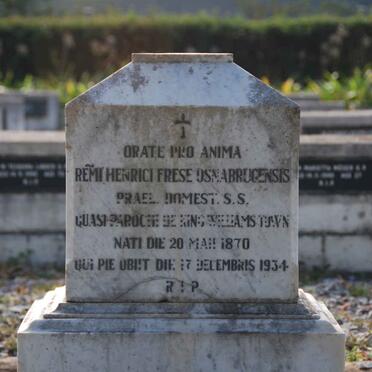 ORATE PRO ANIMA
REMI HENRICI FRESE OSNABRUGENSIS
PRAEL. DOMEST. S.S.
QUASI PAROCHI DE KING WILLIAMS TOWN
NATI DIE 20 MAII 1870
QUI PIE OBIIT DIE 17 DECEMBRIS 1934
R I P